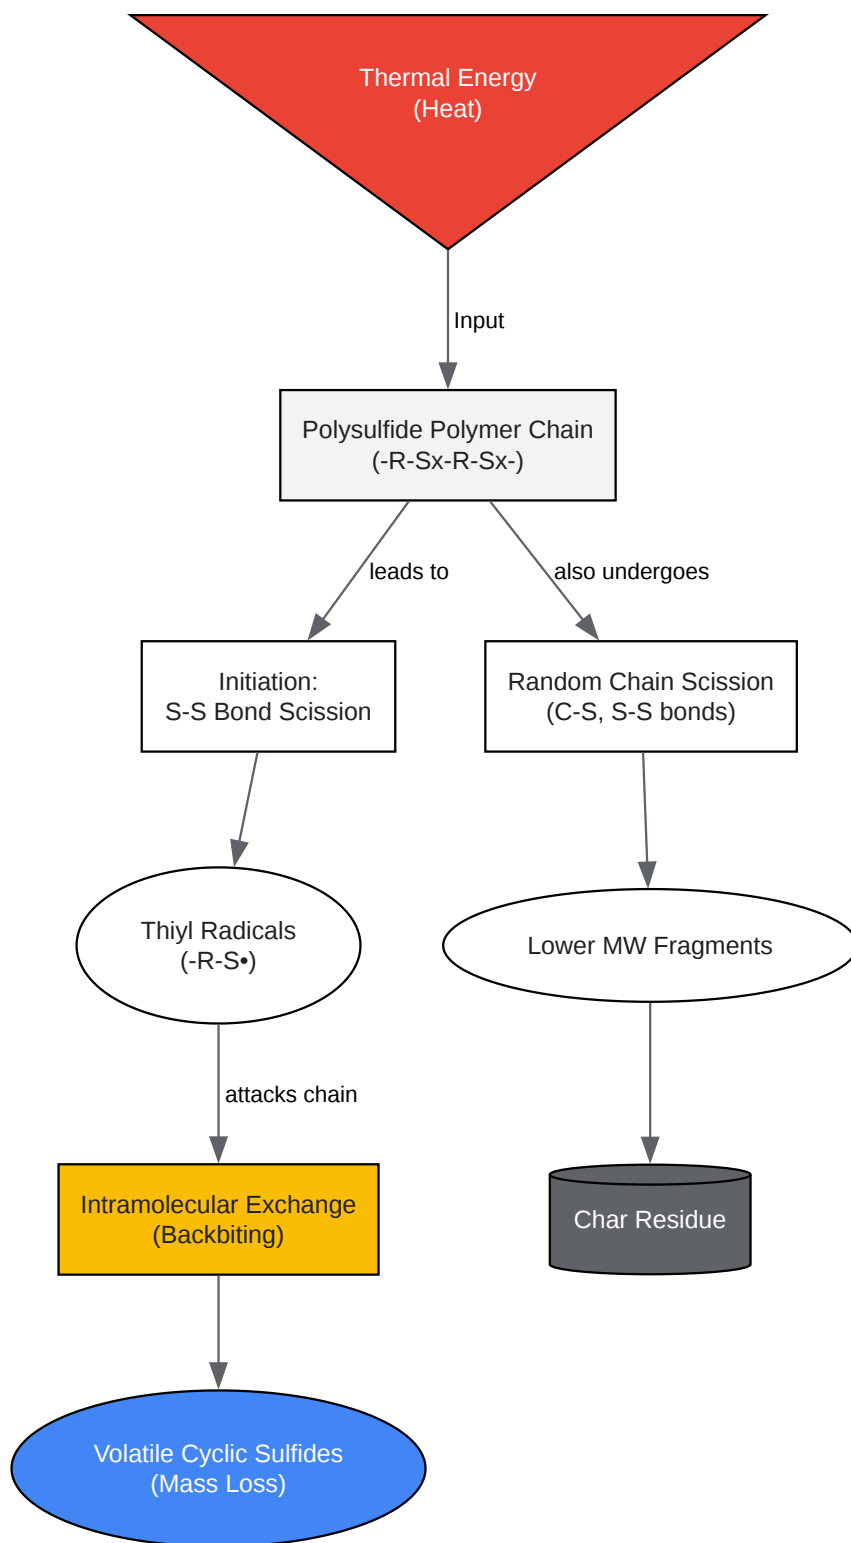 Thermal Energy
(Heat)
Input
Polysulfide Polymer Chain
(-R-Sx-R-Sx-)
leads to
also undergoes
Initiation:
S-S Bond Scission
Random Chain Scission
(C-S, S-S bonds)
Thiyl Radicals
(-R-S•)
Lower MW Fragments
attacks chain
Intramolecular Exchange
(Backbiting)
Char Residue
Volatile Cyclic Sulfides
(Mass Loss)